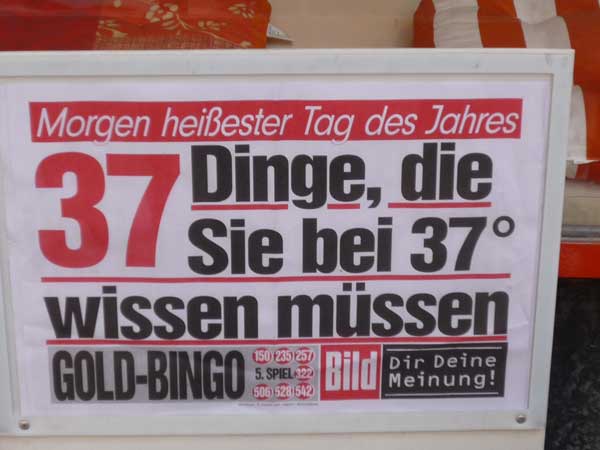 Morgen heißester Tag des Jahres
37 Dinge, die
Sie bei 37°
wissen müssen
GOLD-BINGO
150 235 257
5. SPIEL 322
506 528 542
Bild
Dir Deine
Meinung!